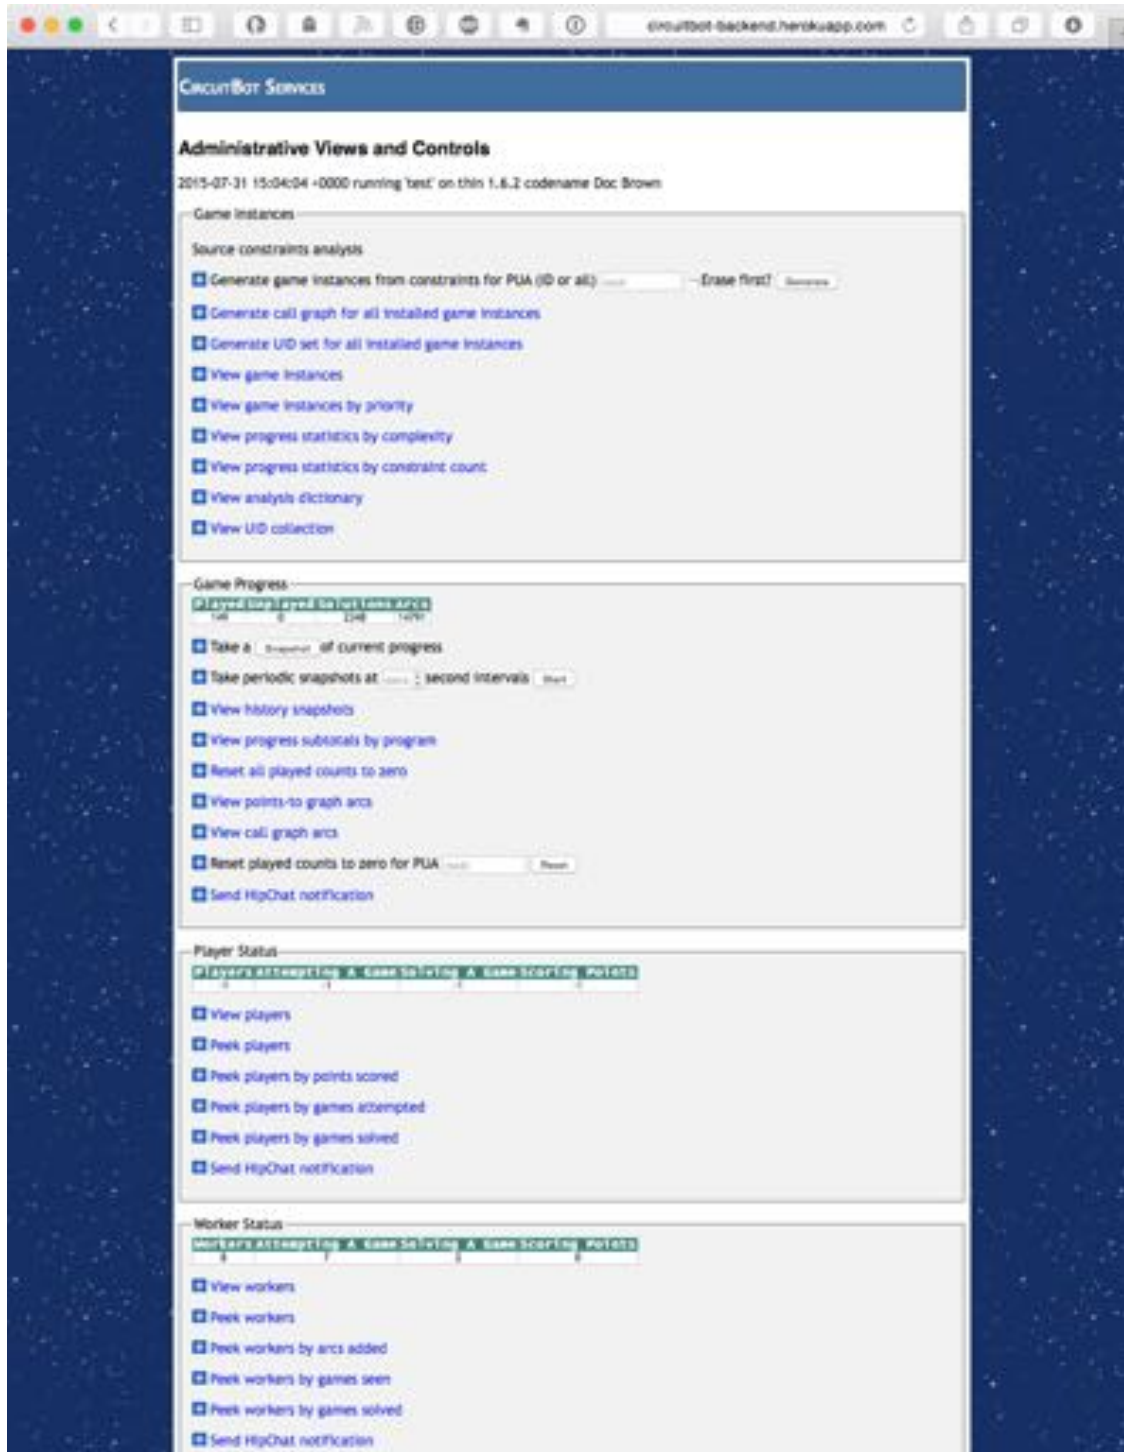 circuitbot-backend.herokuapp.com
CIRCUITBOT SERVICES
Administrative Views and Controls
2015-07-31 15:04:04 +0000 running 'test' on thin 1.6.2 codename Doc Brown
Game Instances
Source constraints analysis
Generate game instances from constraints for PUA (ID or all) —Erase first? Generate
Generate call graph for all installed game instances
Generate UID set for all installed game instances
View game instances
View game instances by priority
View progress statistics by complexity
View progress statistics by constraint count
View analysis dictionary
View UID collection
Game Progress
Played Unplayed Solutions Arcs
0
Take a Snapshot of current progress
Take periodic snapshots at second intervals Start
View history snapshots
View progress subtotals by program
Reset all played counts to zero
View points-to graph arcs
View call graph arcs
Reset played counts to zero for PUA Reset
Send HipChat notification
Player Status
Players Attempting A Game Solving A Game Scoring Points
View players
Peek players
Peek players by points scored
Peek players by games attempted
Peek players by games solved
Send HipChat notification
Worker Status
Workers Attempting A Game Solving A Game Scoring Points
View workers
Peek workers
Peek workers by arcs added
Peek workers by games seen
Peek workers by games solved
Send HipChat notification